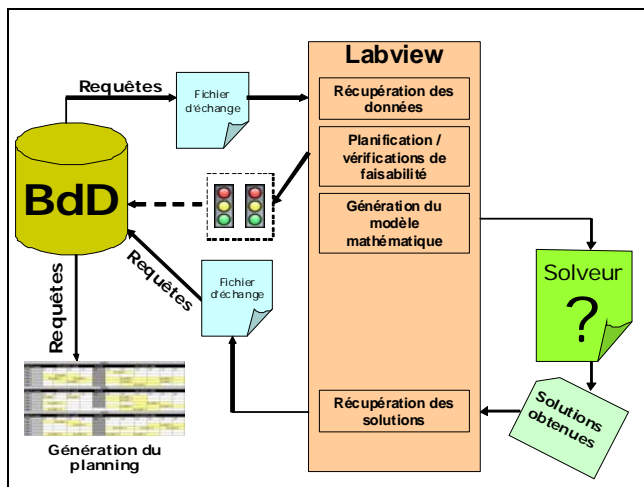 Labview
Requêtes
Fichier
d'échange
Récupération des
données
Planification /
vérifications de
faisabilité
Génération du
modèle
mathématique
BdD
Requêtes
Fichier
d'échange
Requêtes
Solveur
?
Récupération des
solutions
Solutions
obtenues
Génération du
planning